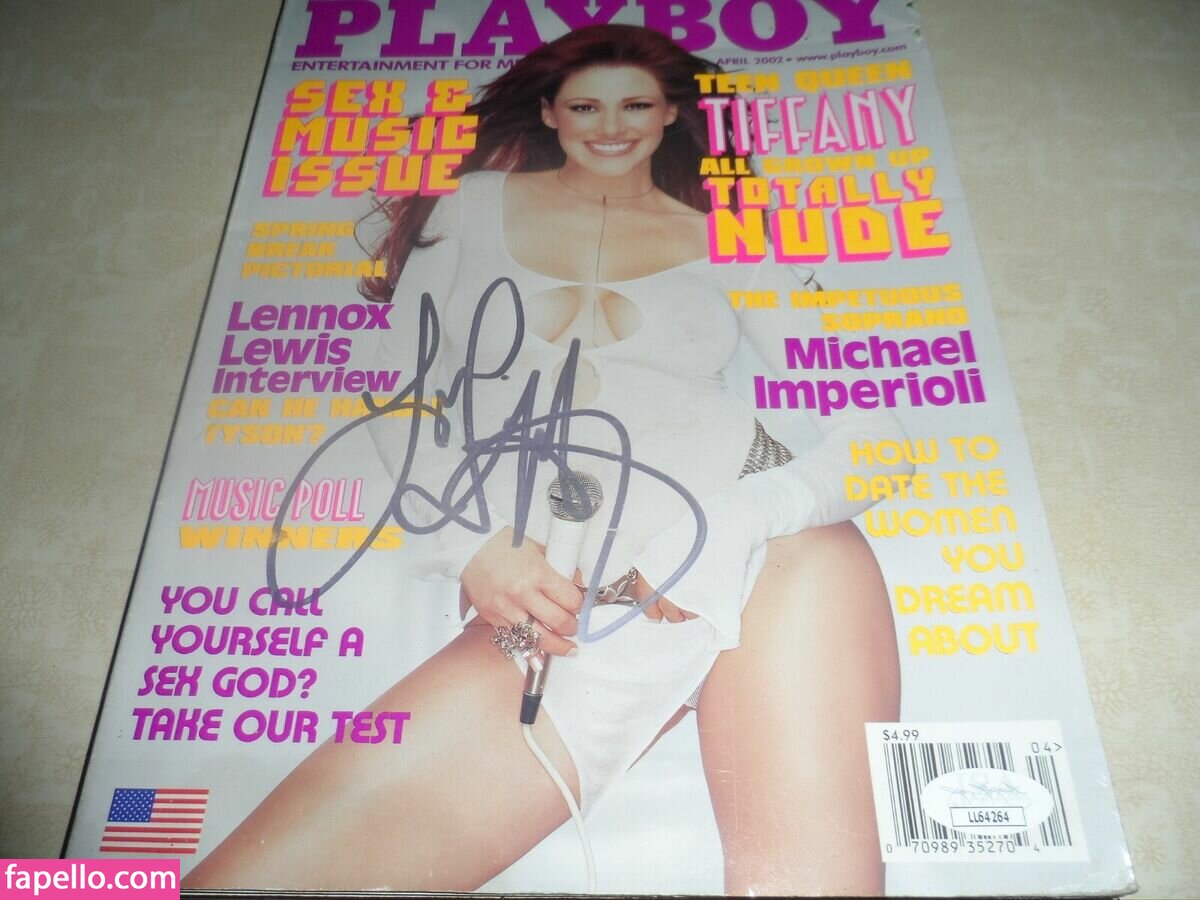 PLAYBOY
ENTERTAINMENT FOR
APRIL 2002 • www.playboy.com
SEX &
MUSIC
ISSUE
SPRING
BREAK
PICTORIAL
Lennox
Lewis
Interview
CAN HE
TYSON?
MUSIC POLL
WINNERS
YOU CALL
YOURSELF A
SEX GOD?
TAKE OUR TEST
TEEN QUEEN
TIFFANY
ALL GROWN UP
TOTALLY
NUDE
THE IMPETUOUS
SOPRANO
Michael
Imperioli
HOW TO
DATE THE
WOMEN
YOU
DREAM
ABOUT
$4.99
04>
LL64264
0 70989 35270 4
fapello.com